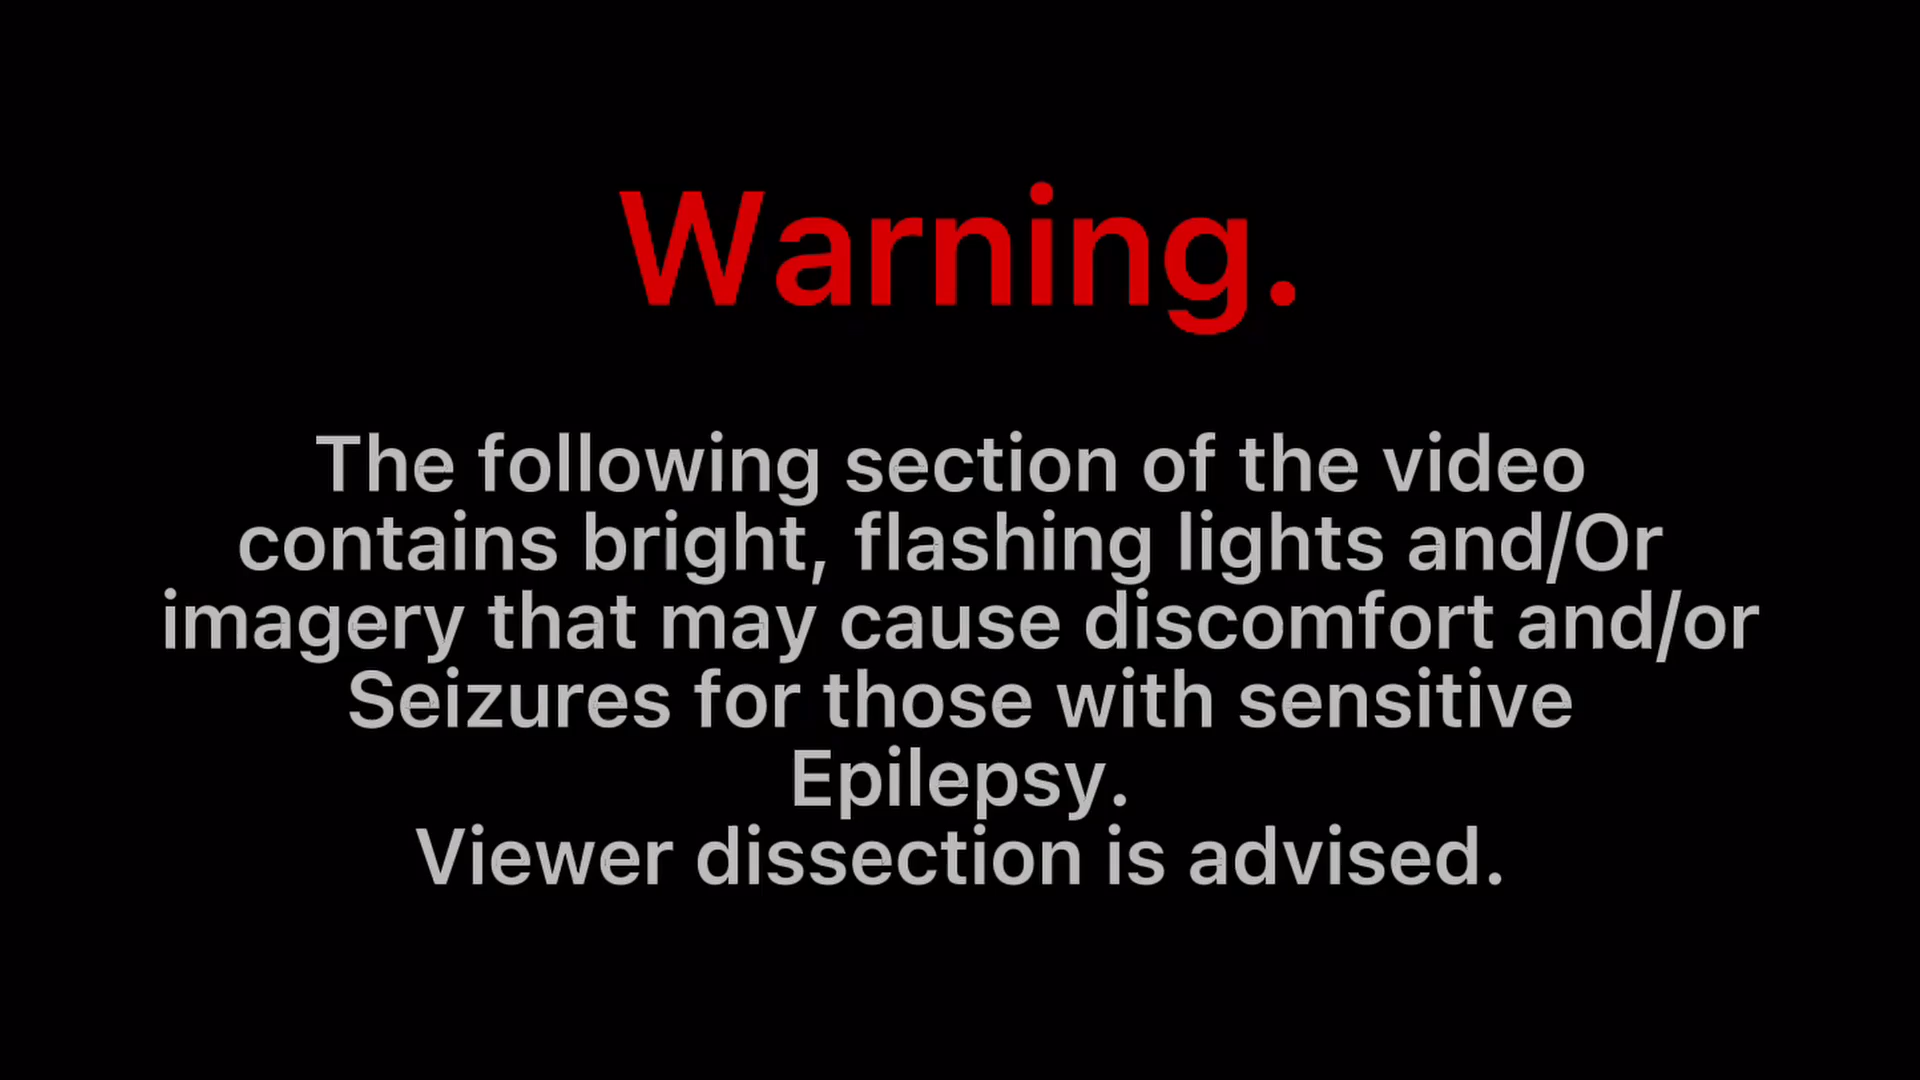 Warning.
The following section of the video
contains bright, flashing lights and/Or
imagery that may cause discomfort and/or
Seizures for those with sensitive
Epilepsy.
Viewer dissection is advised.